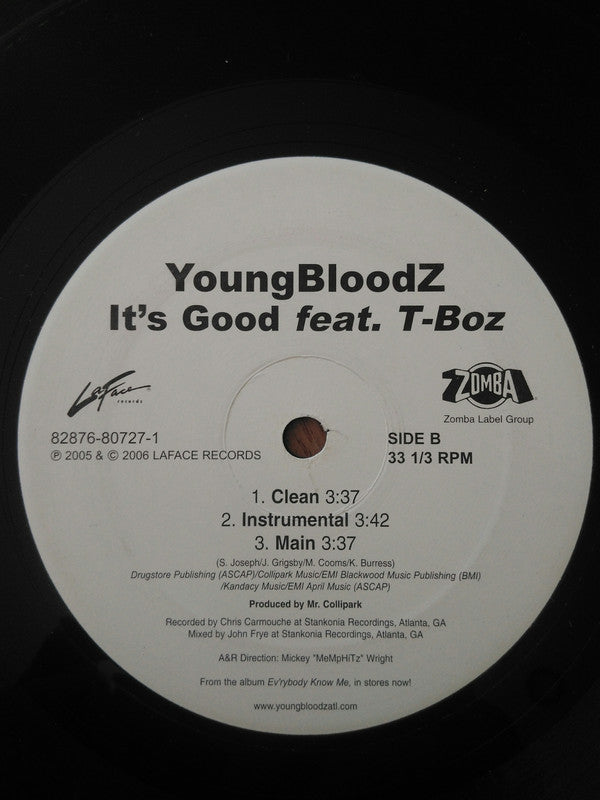 YoungBloodZ
It's Good feat. T-Boz
LaFace
records
ZOMBA
Zomba Label Group
82876-80727-1
℗ 2005 & © 2006 LAFACE RECORDS
SIDE B
33 1/3 RPM
1. Clean 3:37
2. Instrumental 3:42
3. Main 3:37
(S. Joseph/J. Grigsby/M. Cooms/K. Burress)
Drugstore Publishing (ASCAP)/Collipark Music/EMI Blackwood Music Publishing (BMI)
/Kandacy Music/EMI April Music (ASCAP)
Produced by Mr. Collipark
Recorded by Chris Carmouche at Stankonia Recordings, Atlanta, GA
Mixed by John Frye at Stankonia Recordings, Atlanta, GA
A&R Direction: Mickey "MeMpHiTz" Wright
From the album Ev'rybody Know Me, in stores now!
www.youngbloodzatl.com